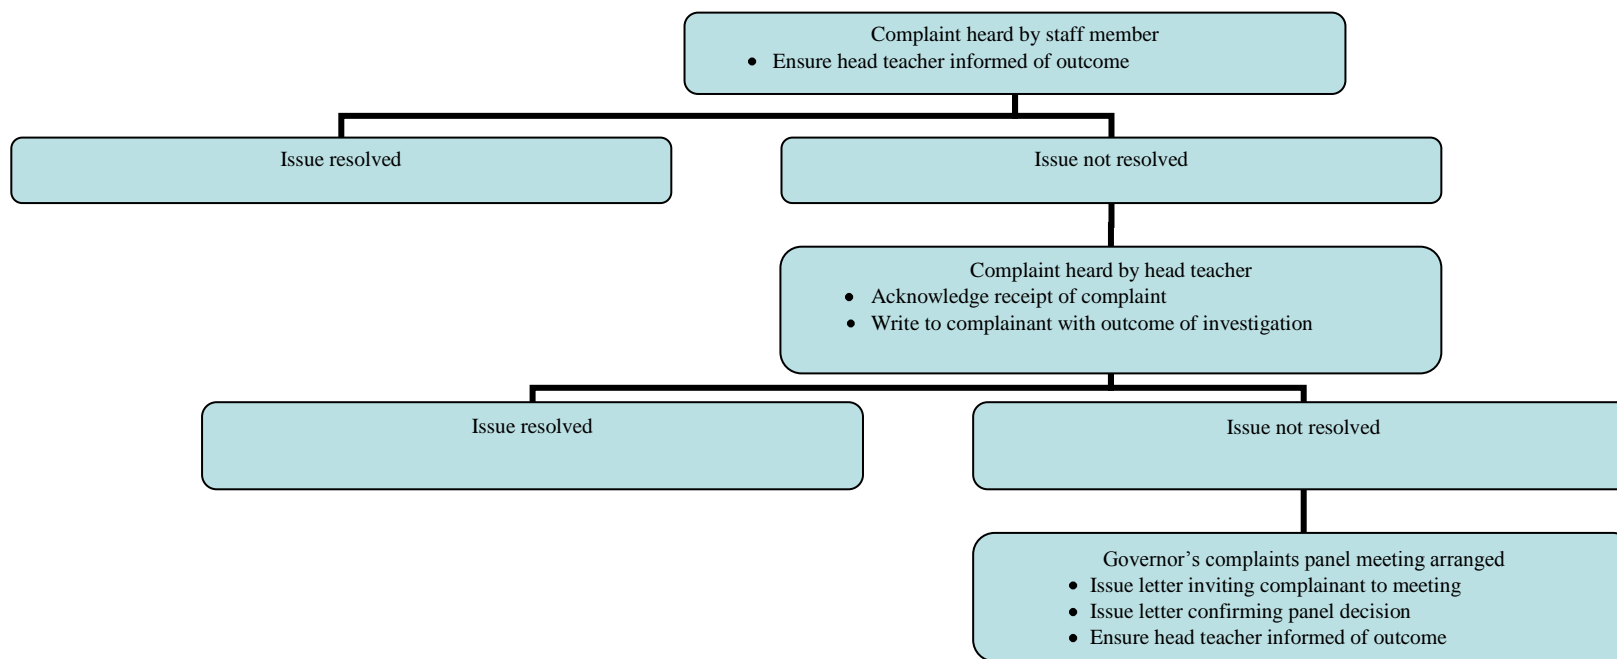 Complaint heard by staff member
• Ensure head teacher informed of outcome
Issue resolved
Issue not resolved
Complaint heard by head teacher
• Acknowledge receipt of complaint
• Write to complainant with outcome of investigation
Issue resolved
Issue not resolved
Governor’s complaints panel meeting arranged
• Issue letter inviting complainant to meeting
• Issue letter confirming panel decision
• Ensure head teacher informed of outcome